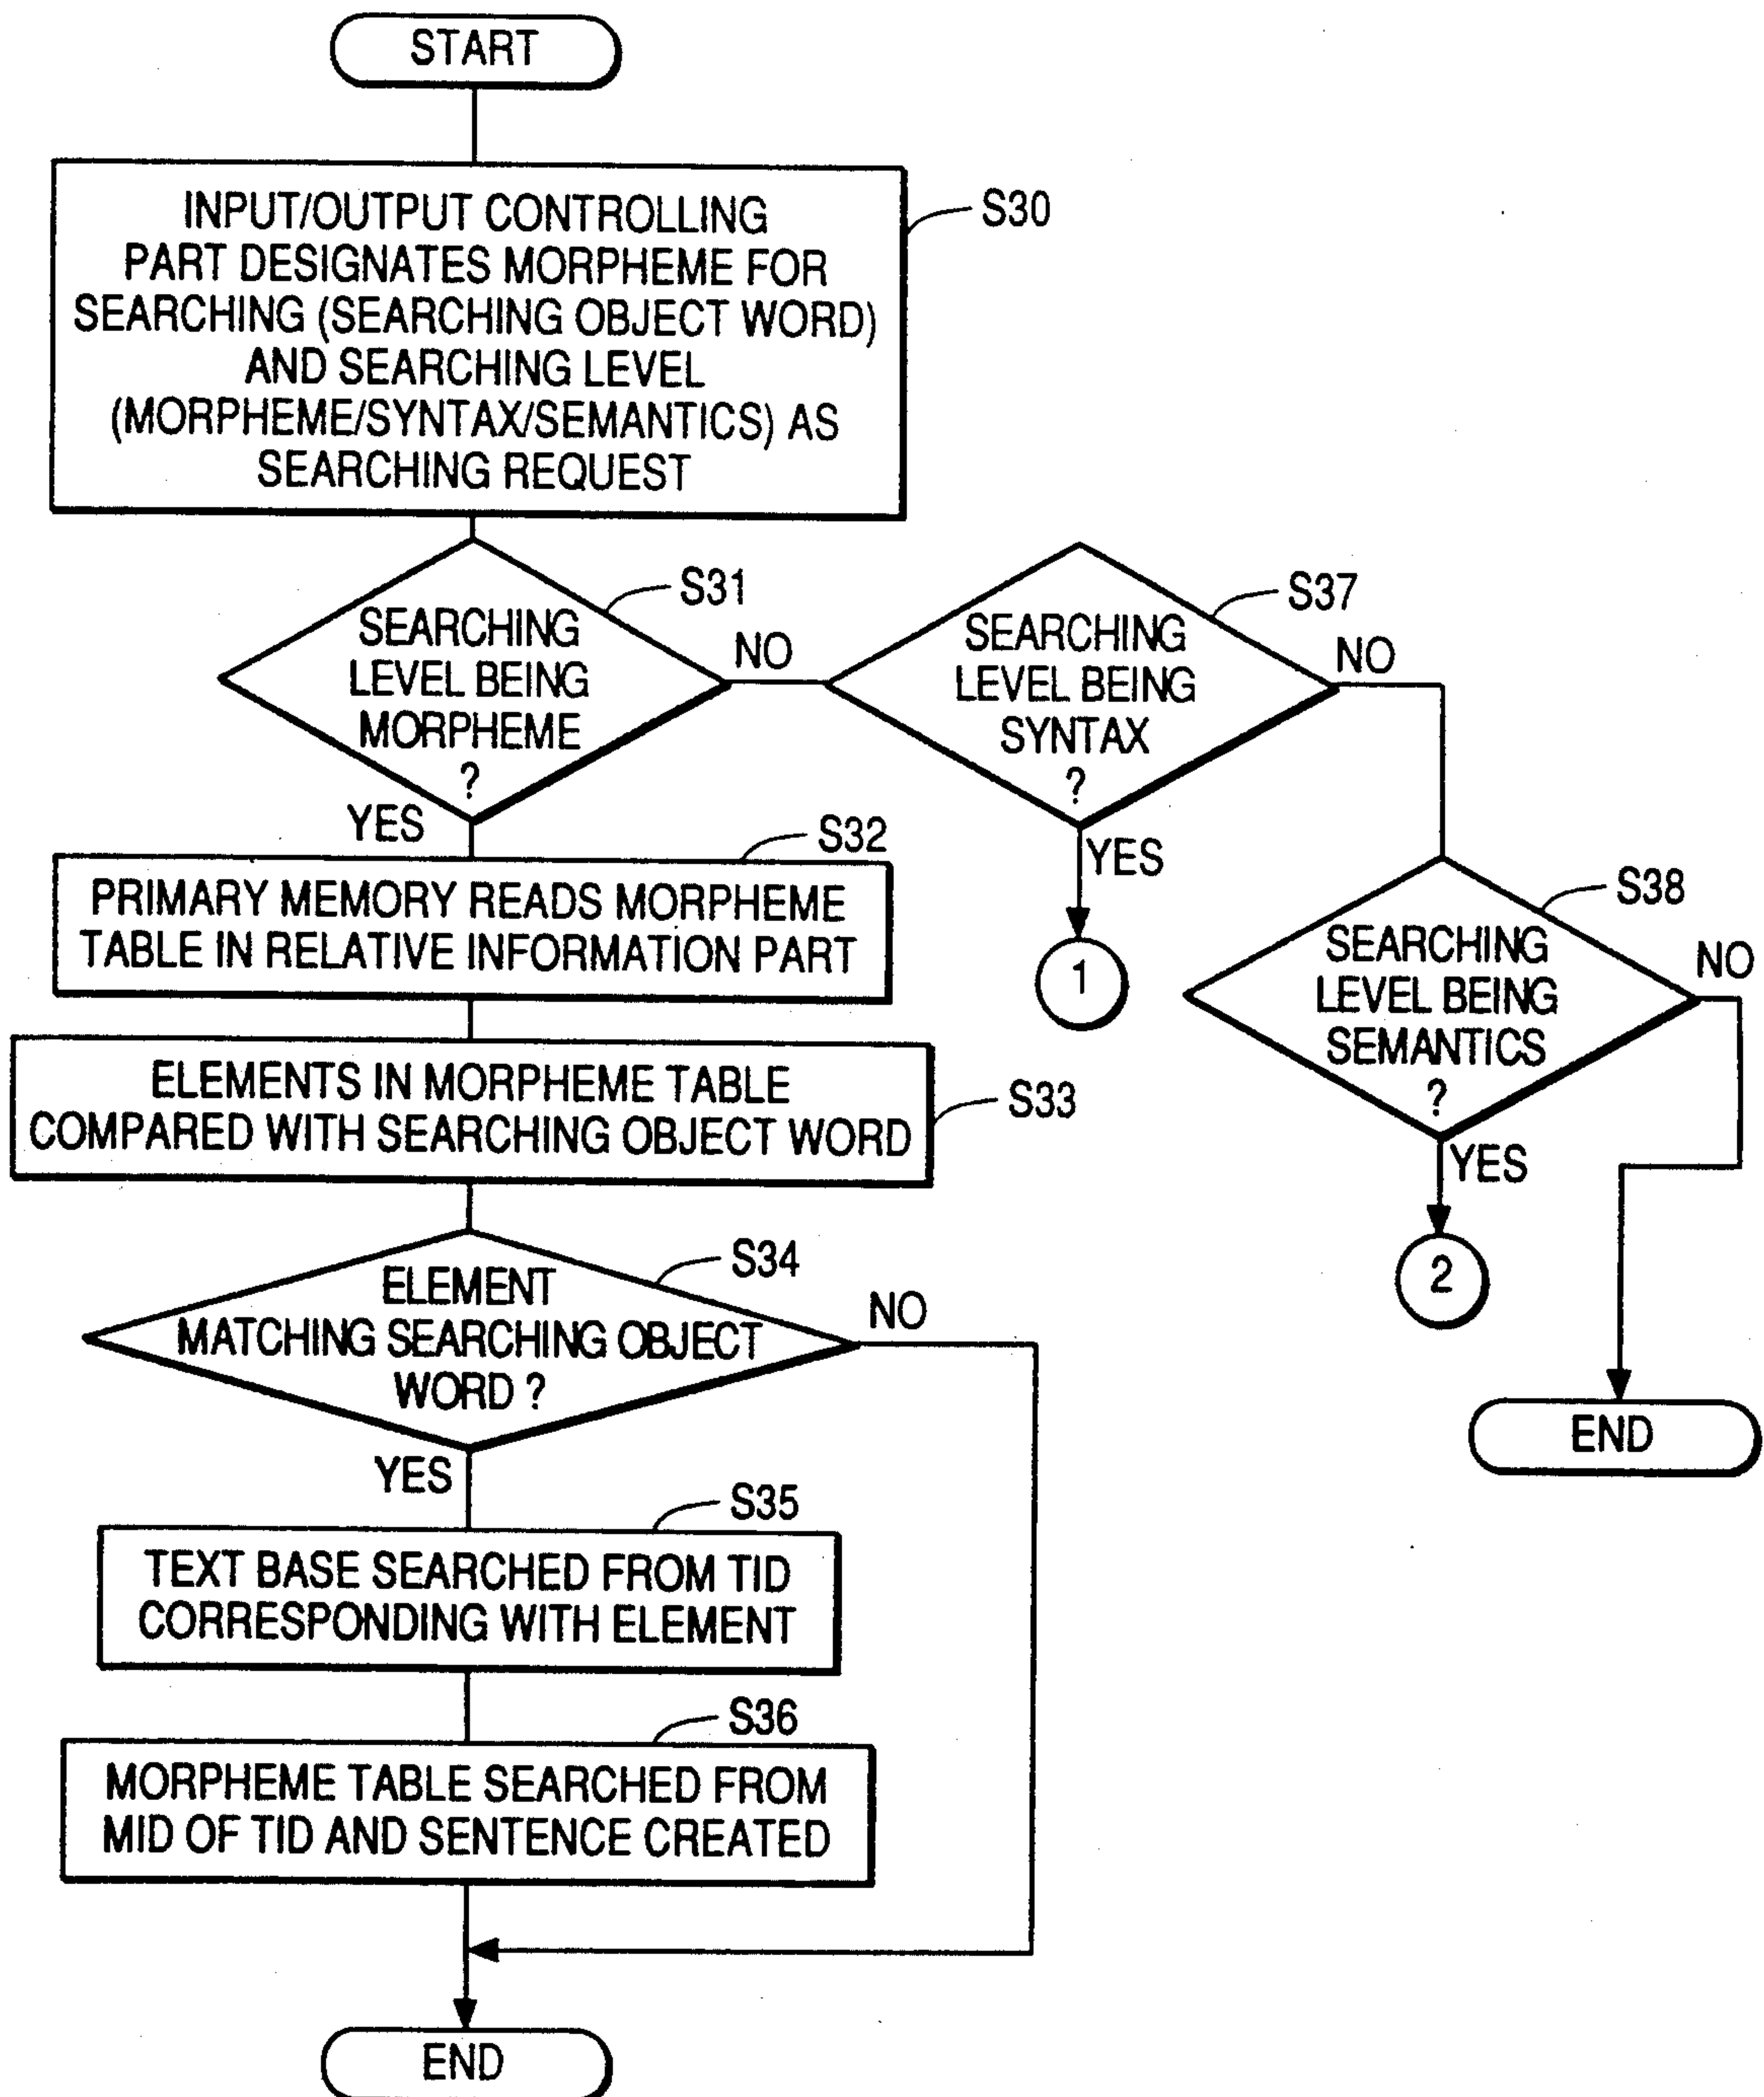 START
INPUT/OUTPUT CONTROLLING
PART DESIGNATES MORPHEME FOR
SEARCHING (SEARCHING OBJECT WORD)
AND SEARCHING LEVEL
(MORPHEME/SYNTAX/SEMANTICS) AS
SEARCHING REQUEST
S30
SEARCHING
LEVEL BEING
MORPHEME
?
S31
NO
YES
SEARCHING
LEVEL BEING
SYNTAX
?
S37
NO
YES
1
SEARCHING
LEVEL BEING
SEMANTICS
?
S38
NO
YES
2
END
S32
PRIMARY MEMORY READS MORPHEME
TABLE IN RELATIVE INFORMATION PART
ELEMENTS IN MORPHEME TABLE
COMPARED WITH SEARCHING OBJECT WORD
S33
ELEMENT
MATCHING SEARCHING OBJECT
WORD ?
S34
NO
YES
S35
TEXT BASE SEARCHED FROM TID
CORRESPONDING WITH ELEMENT
S36
MORPHEME TABLE SEARCHED FROM
MID OF TID AND SENTENCE CREATED
END